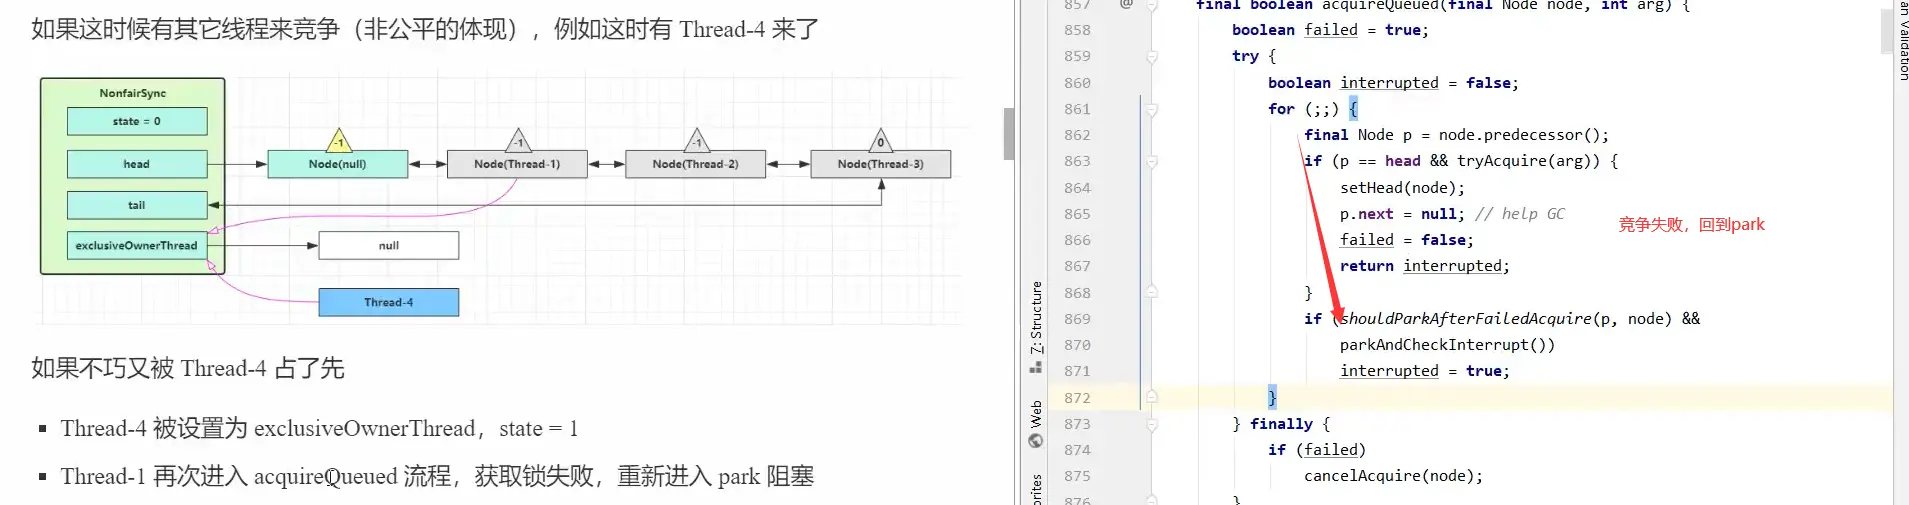 如果这时候有其它线程来竞争（非公平的体现），例如这时有 Thread-4 来了
NonfairSync
state = 0
head
tail
exclusiveOwnerThread
-1
Node(null)
-1
Node(Thread-1)
-1
Node(Thread-2)
0
Node(Thread-3)
null
Thread-4
如果不巧又被 Thread-4 占了先
▪ Thread-4 被设置为 exclusiveOwnerThread，state = 1
▪ Thread-1 再次进入 acquireQueued 流程，获取锁失败，重新进入 park 阻塞
7: Structure
Web
857 @ final boolean acquireQueued(final Node node, int arg) {
858 boolean failed = true;
859 try {
860 boolean interrupted = false;
861 for (;;) {
862 final Node p = node.predecessor();
863 if (p == head && tryAcquire(arg)) {
864 setHead(node);
865 p.next = null; // help GC
866 failed = false;
867 return interrupted;
868 }
869 if (shouldParkAfterFailedAcquire(p, node) &&
870 parkAndCheckInterrupt())
871 interrupted = true;
872 }
873 } finally {
874 if (failed)
875 cancelAcquire(node);
876 }
竞争失败，回到park
Validation